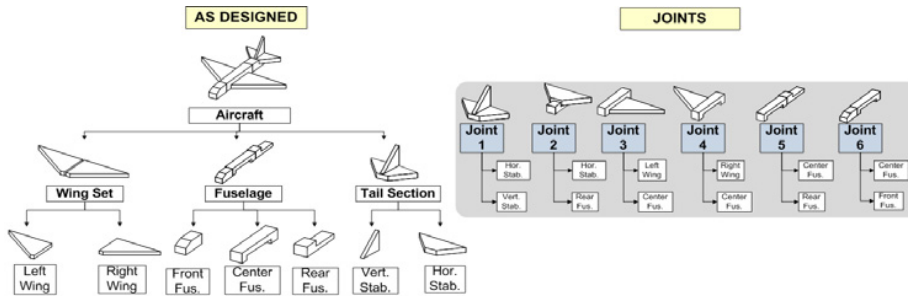 AS DESIGNED
Aircraft
Wing Set
Fuselage
Tail Section
Left
Wing
Right
Wing
Front
Fus.
Center
Fus.
Rear
Fus.
Vert.
Stab.
Hor.
Stab.
JOINTS
Joint
1
Joint
2
Joint
3
Joint
4
Joint
5
Joint
6
Hor.
Stab.
Vert.
Stab.
Hor.
Stab.
Rear
Fus.
Left
Wing
Center
Fus.
Right
Wing
Center
Fus.
Center
Fus.
Rear
Fus.
Center
Fus.
Front
Fus.